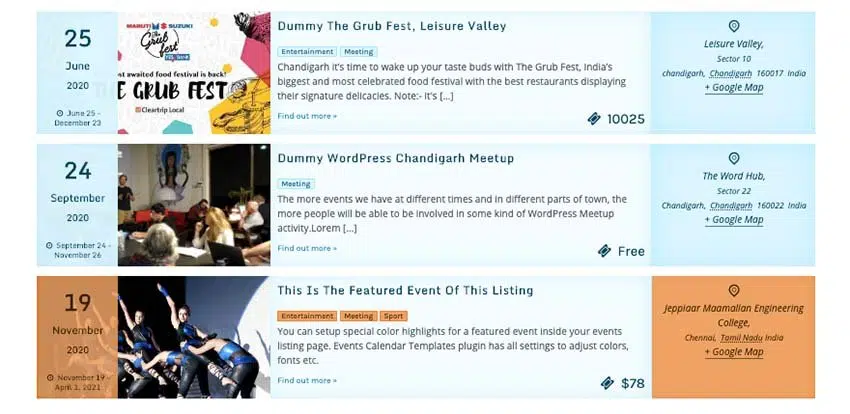 25
June
2020
June 25 -
December 23
MARUTI SUZUKI
The
Grub
fest
ost awaited food festival is back!
E GRUB FEST
Cleartrip Local
Dummy The Grub Fest, Leisure Valley
Entertainment Meeting
Chandigarh it's time to wake up your taste buds with The Grub Fest, India's
biggest and most celebrated food festival with the best restaurants displaying
their signature delicacies. Note:- It's [...]
Find out more »
10025
Leisure Valley,
Sector 10
chandigarh, Chandigarh 160017 India
+ Google Map
24
September
2020
September 24 -
November 26
Dummy WordPress Chandigarh Meetup
Meeting
The more events we have at different times and in different parts of town, the
more people will be able to be involved in some kind of WordPress Meetup
activity.Lorem [...]
Find out more »
Free
The Word Hub,
Sector 22
Chandigarh, Chandigarh 160022 India
+ Google Map
19
November
2020
November 19 -
April 1, 2021
This Is The Featured Event Of This Listing
Entertainment Meeting Sport
You can setup special color highlights for a featured event inside your events
listing page. Events Calendar Templates plugin has all settings to adjust colors,
fonts etc.
Find out more »
$78
Jeppiaar Maamallan Engineering
College,
Chennai, Tamil Nadu India
+ Google Map